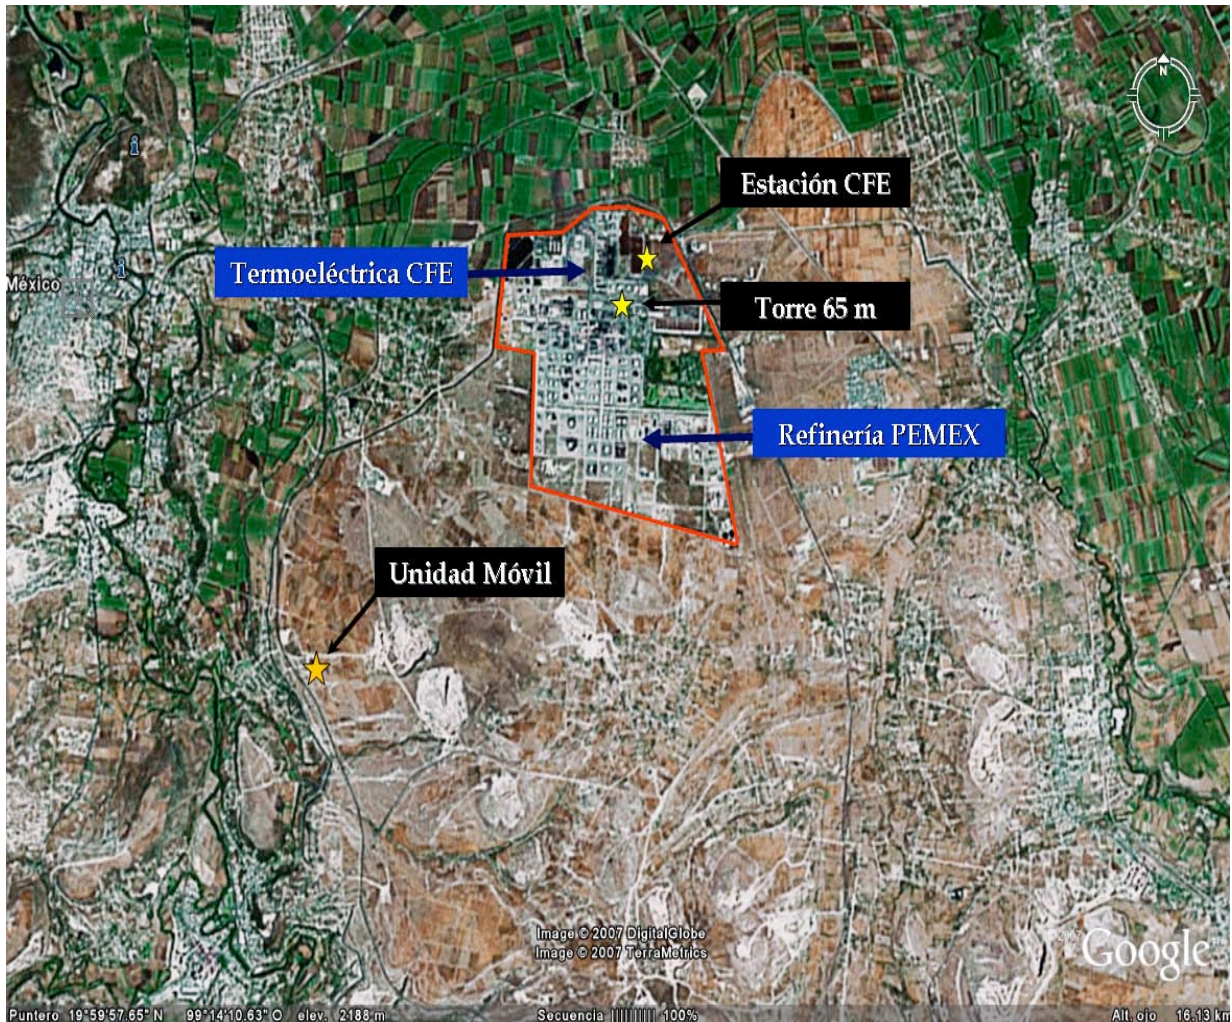 N
Estación CFE
Termoeléctrica CFE
México
Torre 65 m
Refinería PEMEX
Unidad Móvil
Image © 2007 DigitalGlobe
Image © 2007 TerraMetrics
© 2007 Google
Puntero 19°59'57.65" N 99°14'10.63" O elev. 2188 m Secuencia 100% Alt. ojo 16.13 km